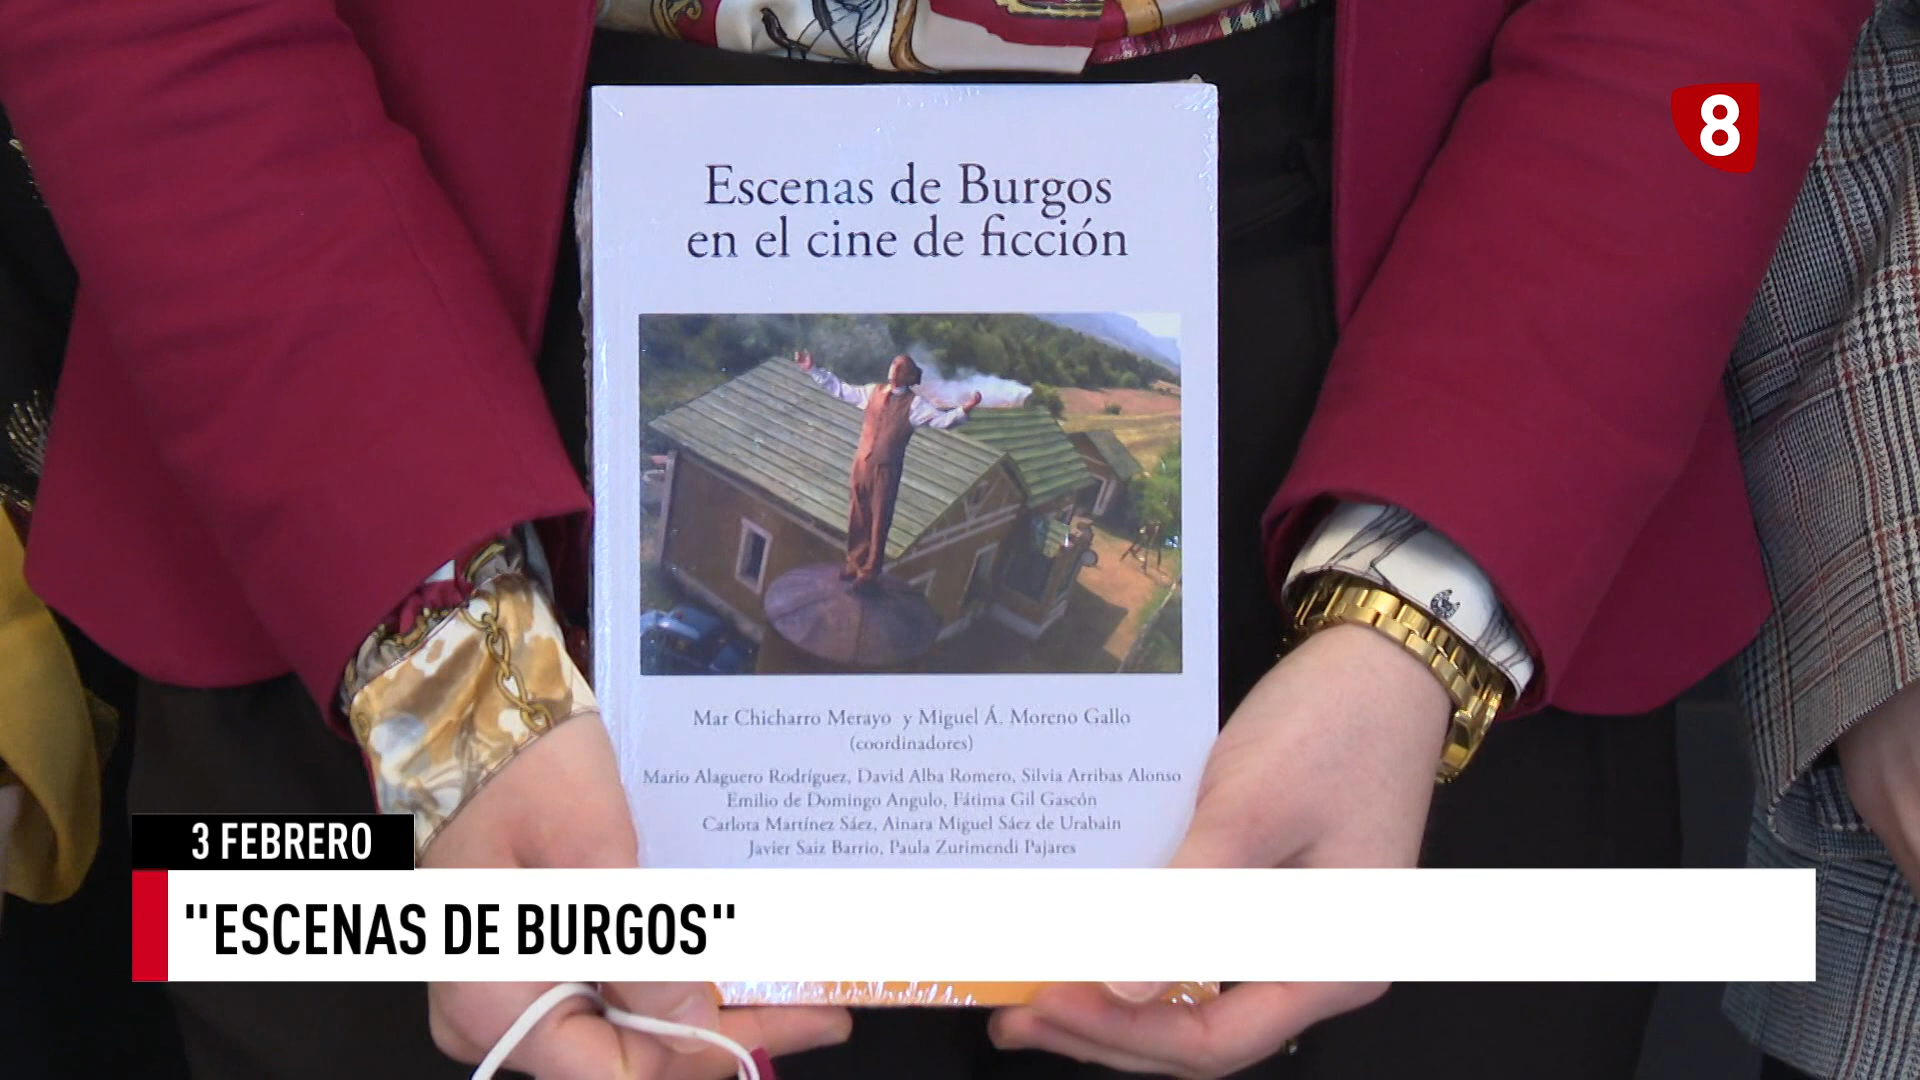 8
Escenas de Burgos
en el cine de ficción
Mar Chicharro Merayo y Miguel Á. Moreno Gallo
(coordinadores)
Mario Alaguero Rodríguez, David Alba Romero, Silvia Arribas Alonso
Emilio de Domingo Angulo, Fátima Gil Gascón
Carlota Martínez Sáez, Ainara Miguel Sáez de Urabain
Javier Saiz Barrio, Paula Zurimendi Pajares
3 FEBRERO
"ESCENAS DE BURGOS"